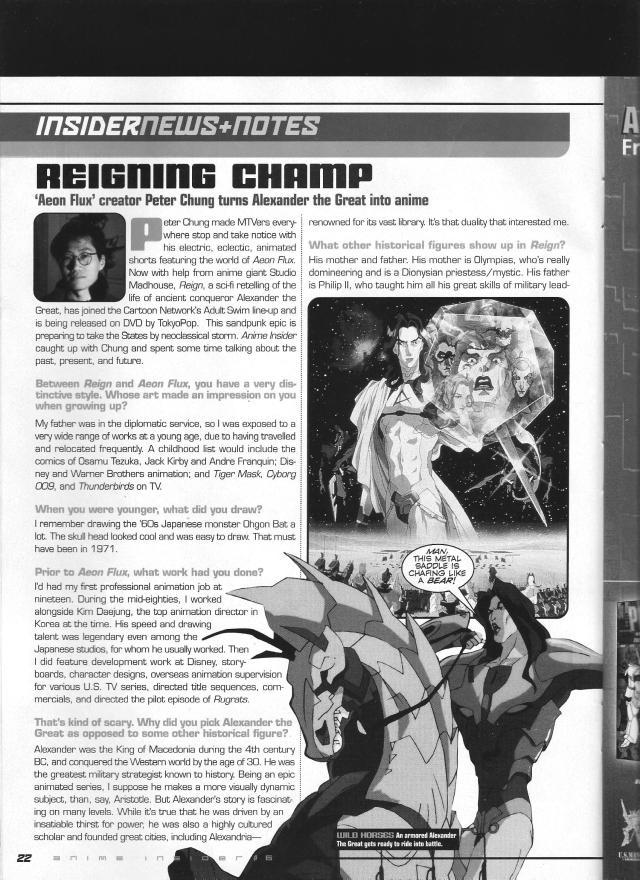 INSIDERNEWS+NOTES
REIGNING CHAMP
'Aeon Flux' creator Peter Chung turns Alexander the Great into anime
Peter Chung made MTVers every-
where stop and take notice with
his electric, eclectic, animated
shorts featuring the world of Aeon Flux.
Now with help from anime giant Studio
Madhouse, Reign, a sci-fi retelling of the
life of ancient conqueror Alexander the
Great, has joined the Cartoon Network's Adult Swim line-up and
is being released on DVD by TokyoPop. This sandpunk epic is
preparing to take the States by neoclassical storm. Anime Insider
caught up with Chung and spent some time talking about the
past, present, and future.
Between Reign and Aeon Flux, you have a very dis-
tinctive style. Whose art made an impression on you
when growing up?
My father was in the diplomatic service, so I was exposed to a
very wide range of works at a young age, due to having travelled
and relocated frequently. A childhood list would include the
comics of Osamu Tezuka, Jack Kirby and Andre Franquin; Dis-
ney and Warner Brothers animation; and Tiger Mask, Cyborg
009, and Thunderbirds on TV.
When you were younger, what did you draw?
I remember drawing the '60s Japanese monster Ohgon Bat a
lot. The skull head looked cool and was easy to draw. That must
have been in 1971.
Prior to Aeon Flux, what work had you done?
I'd had my first professional animation job at
nineteen. During the mid-eighties, I worked
alongside Kim Daejung, the top animation director in
Korea at the time. His speed and drawing
talent was legendary even among the
Japanese studios, for whom he usually worked. Then
I did feature development work at Disney, story-
boards, character designs, overseas animation supervision
for various U.S. TV series, directed title sequences, com-
mercials, and directed the pilot episode of Rugrats.
That's kind of scary. Why did you pick Alexander the
Great as opposed to some other historical figure?
Alexander was the King of Macedonia during the 4th century
BC, and conquered the Western world by the age of 30. He was
the greatest military strategist known to history. Being an epic
animated series, I suppose he makes a more visually dynamic
subject, than, say, Aristotle. But Alexander's story is fascinat-
ing on many levels. While it's true that he was driven by an
insatiable thirst for power, he was also a highly cultured
scholar and founded great cities, including Alexandria—
renowned for its vast library. It's that duality that interested me.
What other historical figures show up in Reign?
His mother and father. His mother is Olympias, who's really
domineering and is a Dionysian priestess/mystic. His father
is Philip II, who taught him all his great skills of military lead-
MAN,
THIS METAL
SADDLE IS
CHAFING LIKE
A BEAR!
WILD HORSES An armored Alexander
The Great gets ready to ride into battle.
22 anime insider #6
A
Fr